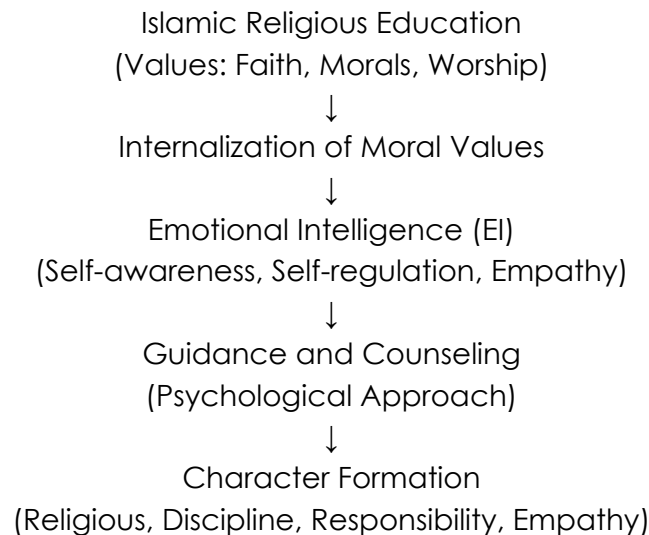 Islamic Religious Education
(Values: Faith, Morals, Worship)
↓
Internalization of Moral Values
↓
Emotional Intelligence (EI)
(Self-awareness, Self-regulation, Empathy)
↓
Guidance and Counseling
(Psychological Approach)
↓
Character Formation
(Religious, Discipline, Responsibility, Empathy)